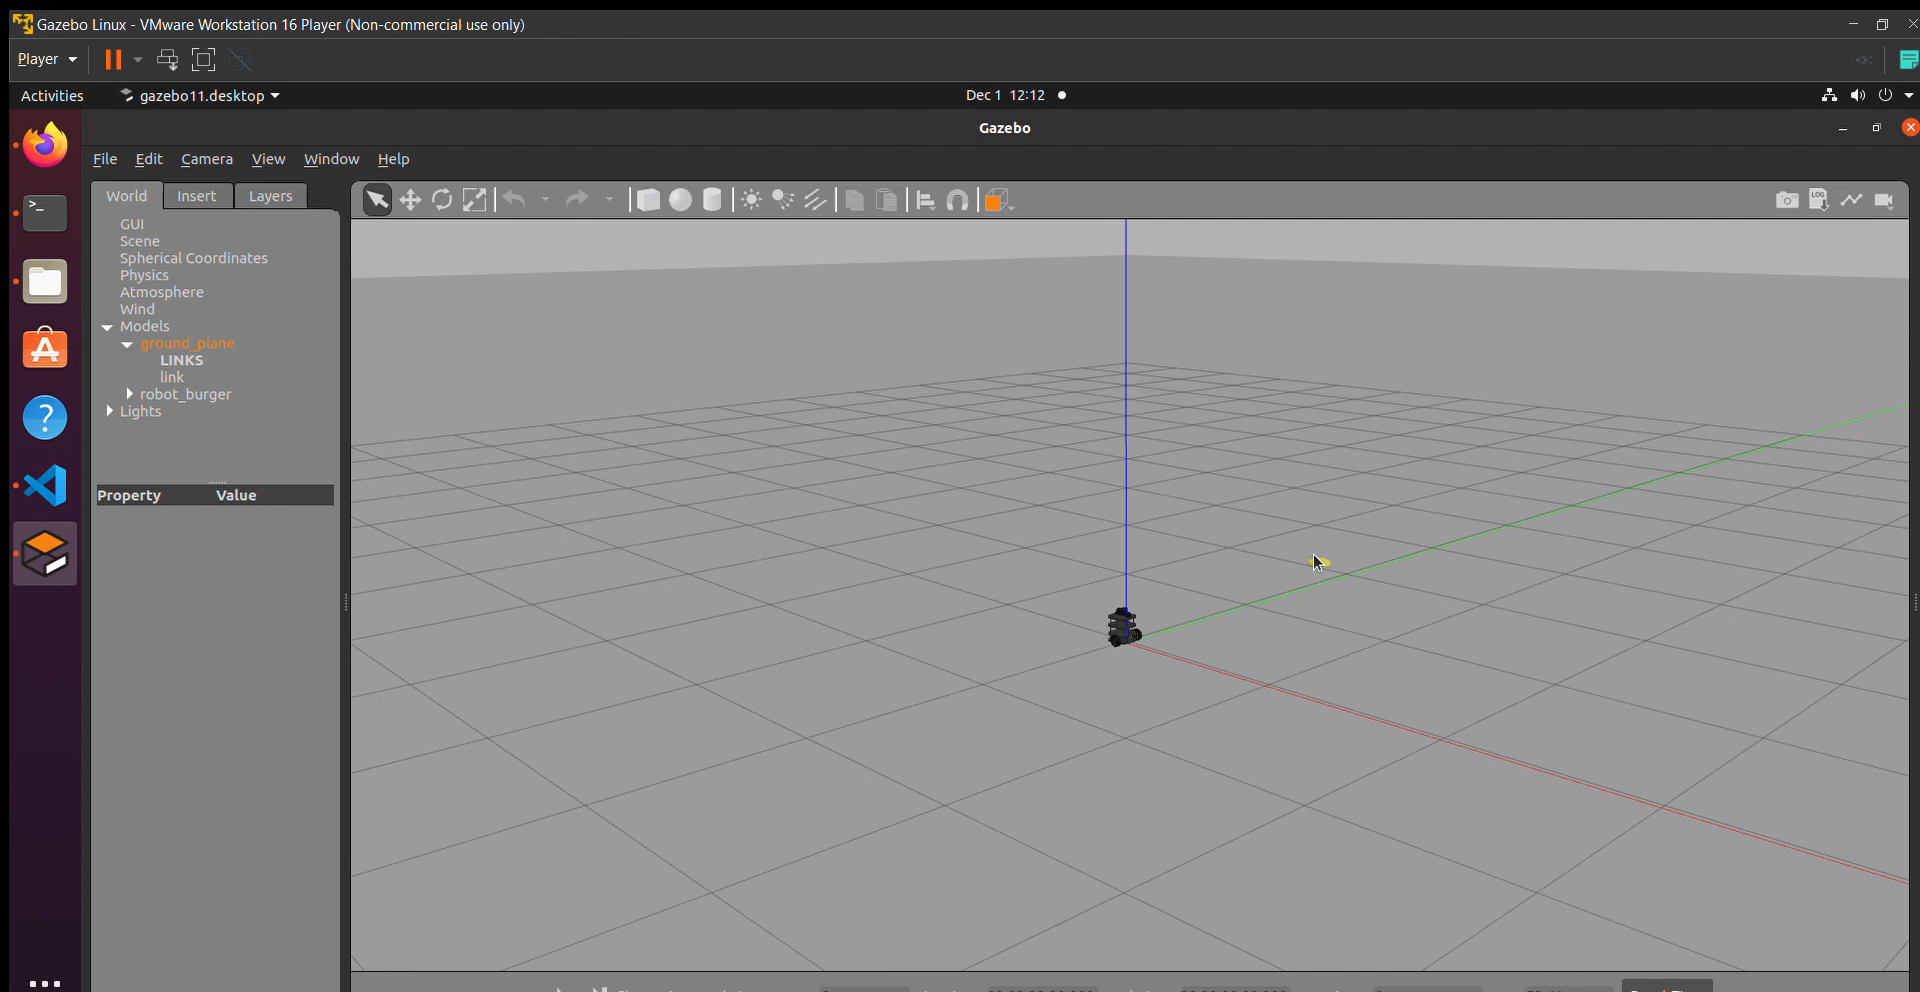 Gazebo Linux - VMware Workstation 16 Player (Non-commercial use only)
Player
Activities gazebo11.desktop Dec 1 12:12
Gazebo
File Edit Camera View Window Help
World Insert Layers
LOG
GUI
Scene
Spherical Coordinates
Physics
Atmosphere
Wind
Models
ground_plane
LINKS
link
robot_burger
Lights
Property Value